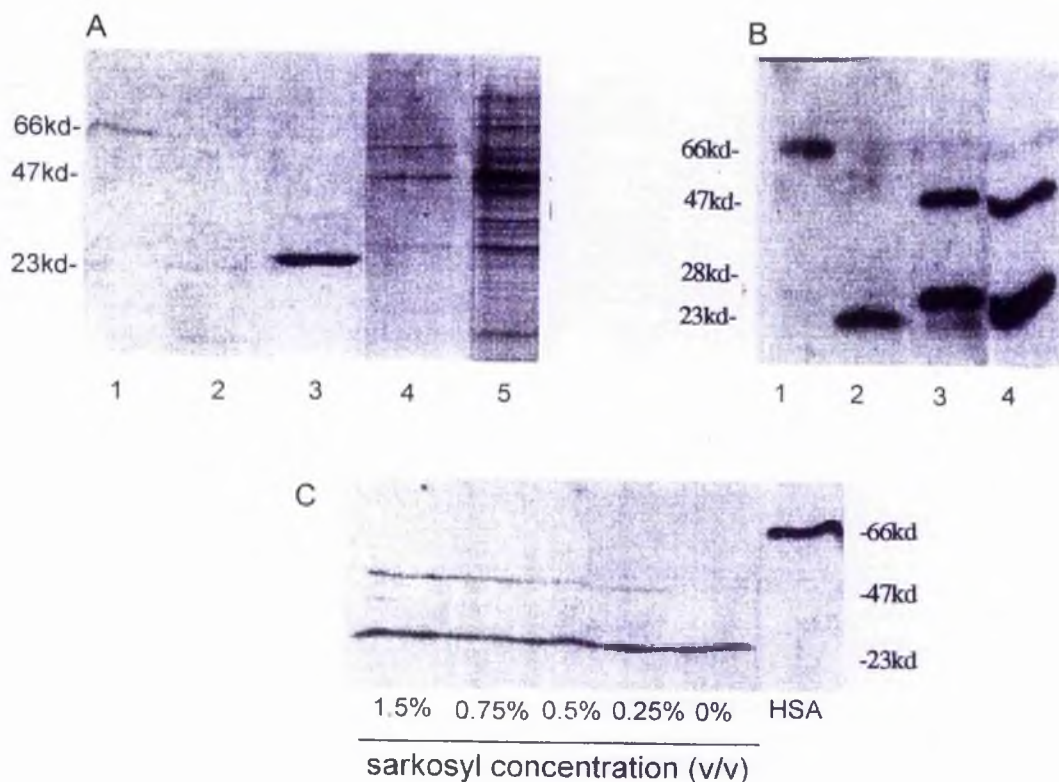 A
66kd-
47kd-
23kd-
1 2 3 4 5
B
66kd-
47kd-
28kd-
23kd-
1 2 3 4
C
-66kd
-47kd
-23kd
1.5% 0.75% 0.5% 0.25% 0% HSA
sarkosyl concentration (v/v)